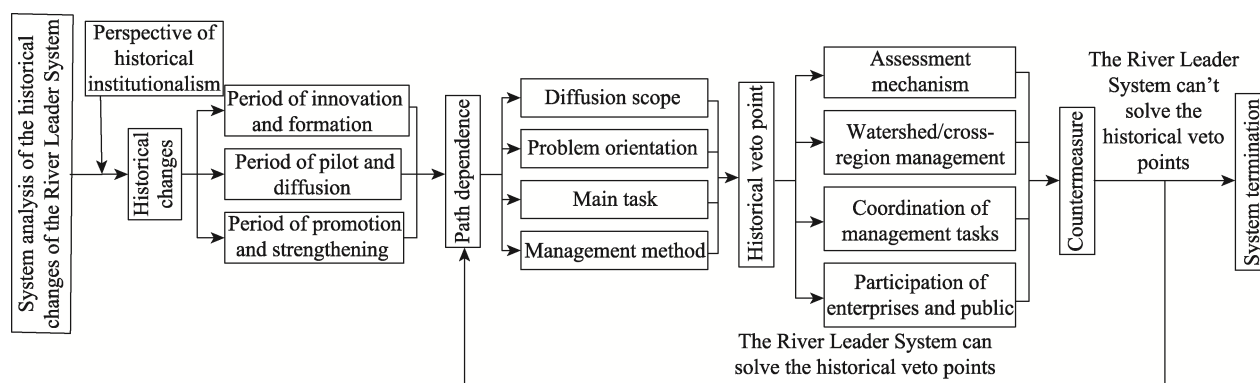 System analysis of the historical
changes of the River Leader System
Perspective of
historical
institutionalism
Historical
changes
Period of innovation
and formation
Period of pilot and
diffusion
Period of promotion
and strengthening
Path dependence
Diffusion scope
Problem orientation
Main task
Management method
Historical veto point
Assessment
mechanism
Watershed/cross-
region management
Coordination of
management tasks
Participation of
enterprises and public
The River Leader System can
solve the historical veto points
Countermeasure
The River Leader
System can't
solve the
historical veto
points
System termination